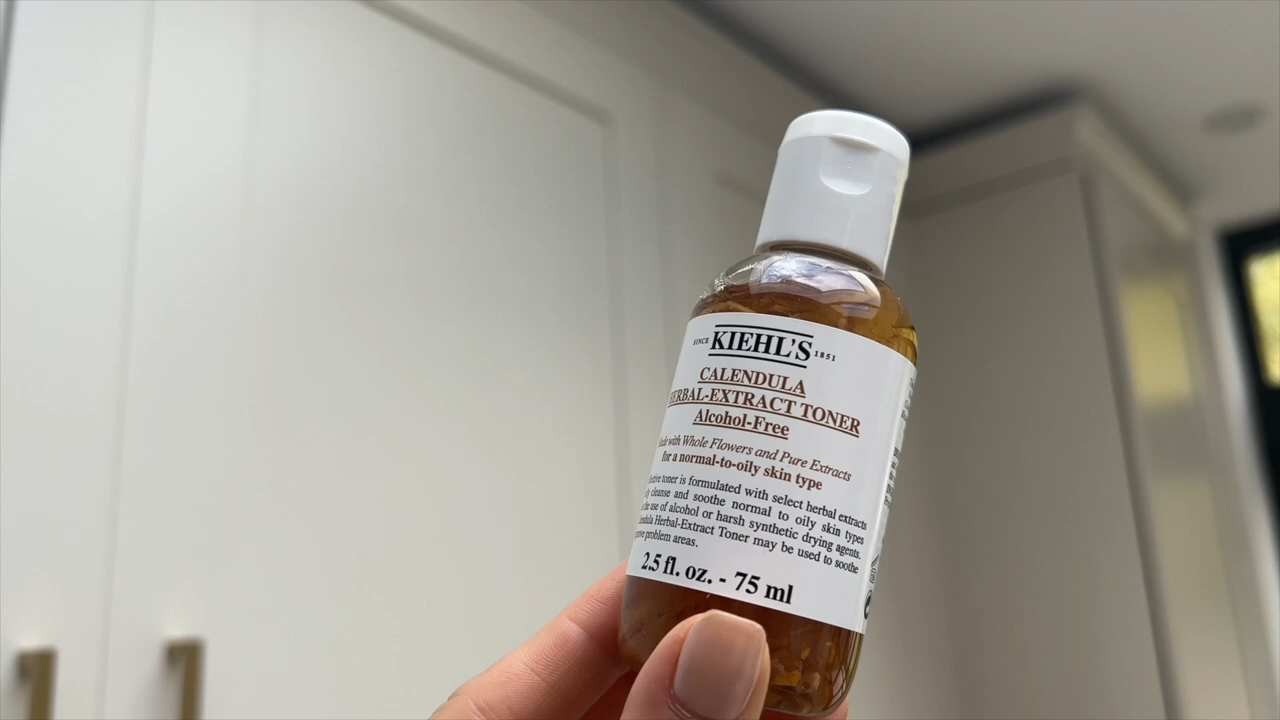 SINCE KIEHL'S 1851
CALENDULA
HERBAL-EXTRACT TONER
Alcohol-Free
Made with Whole Flowers and Pure Extracts
for a normal-to-oily skin type
toner is formulated with select herbal extracts
cleanse and soothe normal to oily skin types
the use of alcohol or harsh synthetic drying agents.
Herbal-Extract Toner may be used to soothe
problem areas.
2.5 fl. oz. - 75 ml